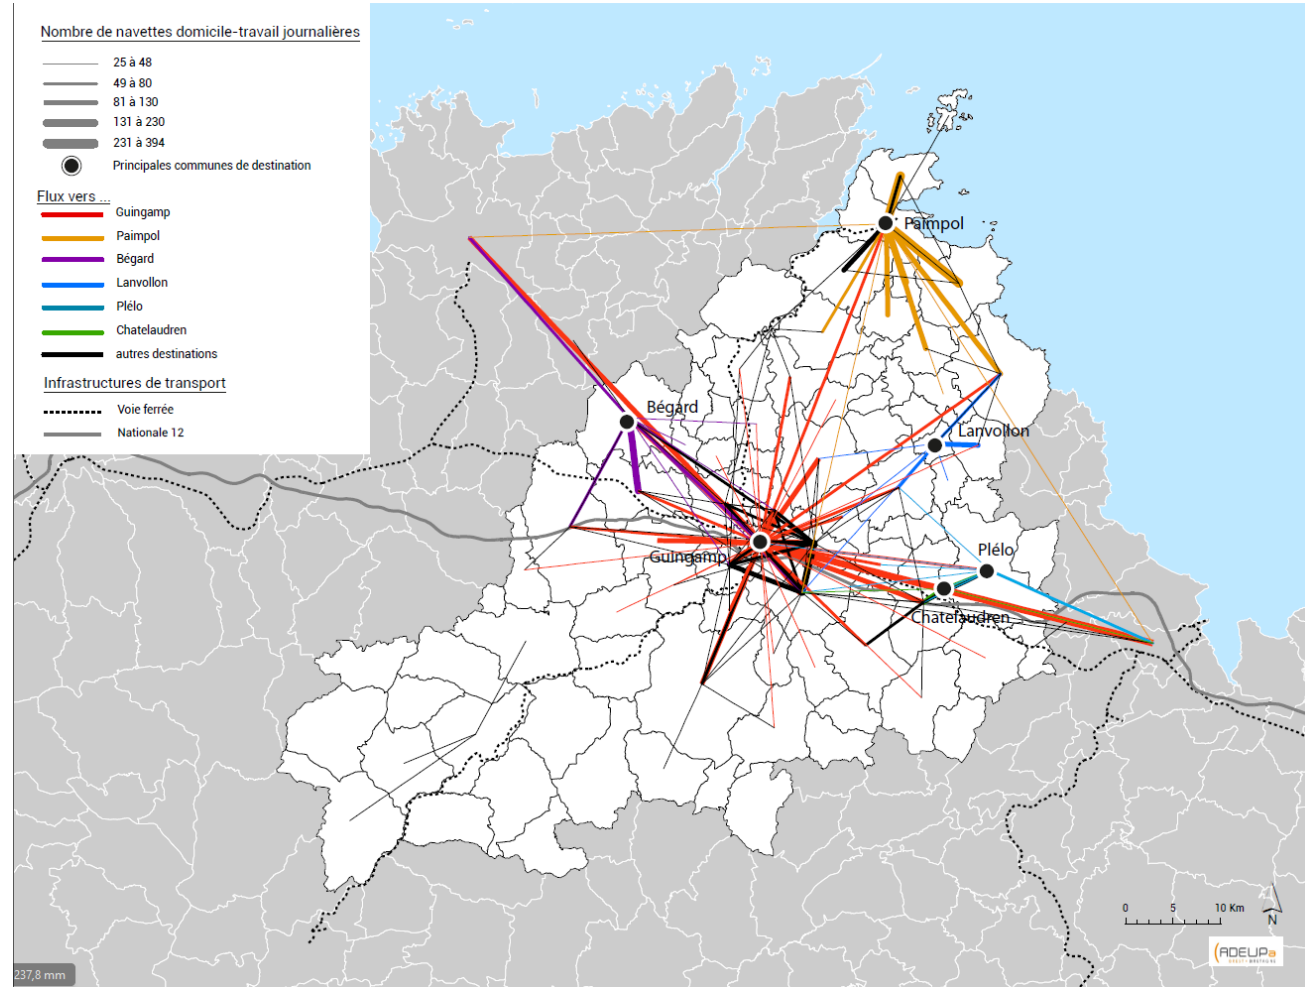 Nombre de navettes domicile-travail journalières
25 à 48
49 à 80
81 à 130
131 à 230
231 à 394
Principales communes de destination
Flux vers ...
Guingamp
Paimpol
Bégard
Lanvollon
Plélo
Chatelaudren
autres destinations
Infrastructures de transport
Voie ferrée
Nationale 12
Paimpol
Bégard
Lanvollon
Guingamp
Plélo
Chatelaudren
0 5 10 Km
N
ADEUPa
BREST • BRETAGNE
237,8 mm